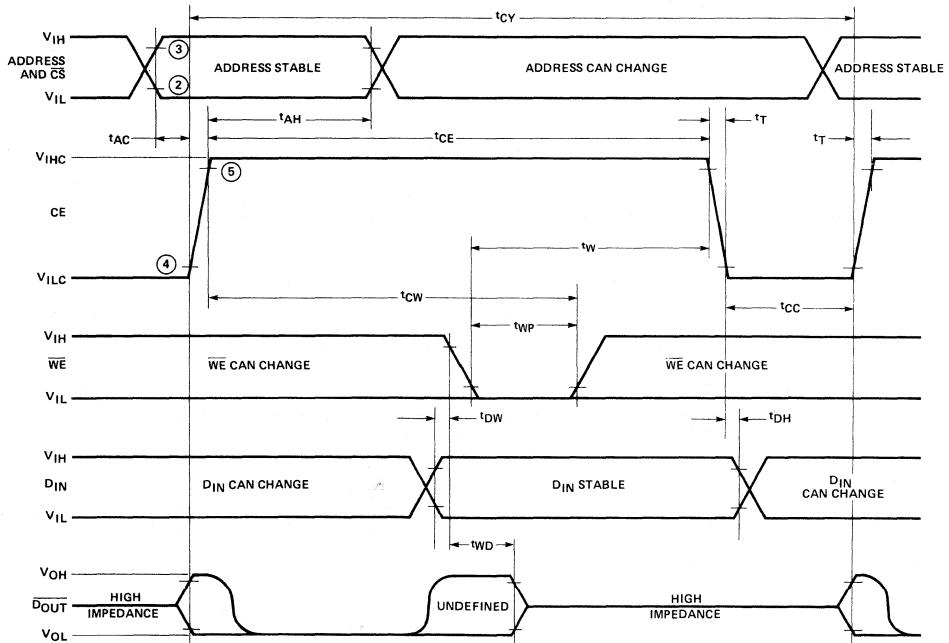 tCY
VIH
ADDRESS AND CS
VIL
3
2
ADDRESS STABLE
ADDRESS CAN CHANGE
ADDRESS STABLE
tAC
tAH
tCE
tT
tT
VIHC
CE
VILC
5
4
tW
tCW
tWP
tCC
VIH
WE
VIL
WE CAN CHANGE
WE CAN CHANGE
tDW
tDH
VIH
DIN
VIL
DIN CAN CHANGE
DIN STABLE
DIN
CAN CHANGE
tWD
VOH
DOUT
VOL
HIGH
IMPEDANCE
UNDEFINED
HIGH
IMPEDANCE